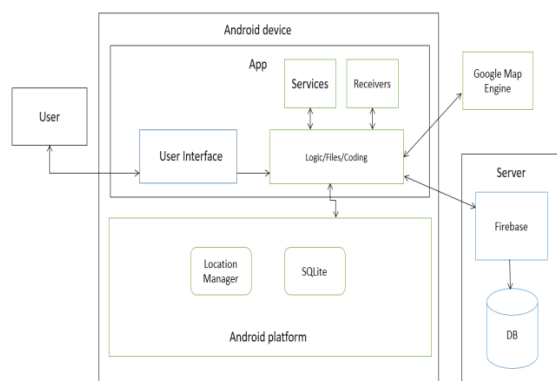 Android device
App
Services
Receivers
Google Map
Engine
User
User Interface
Logic/Files/Coding
Server
Firebase
Location
Manager
SQLite
DB
Android platform